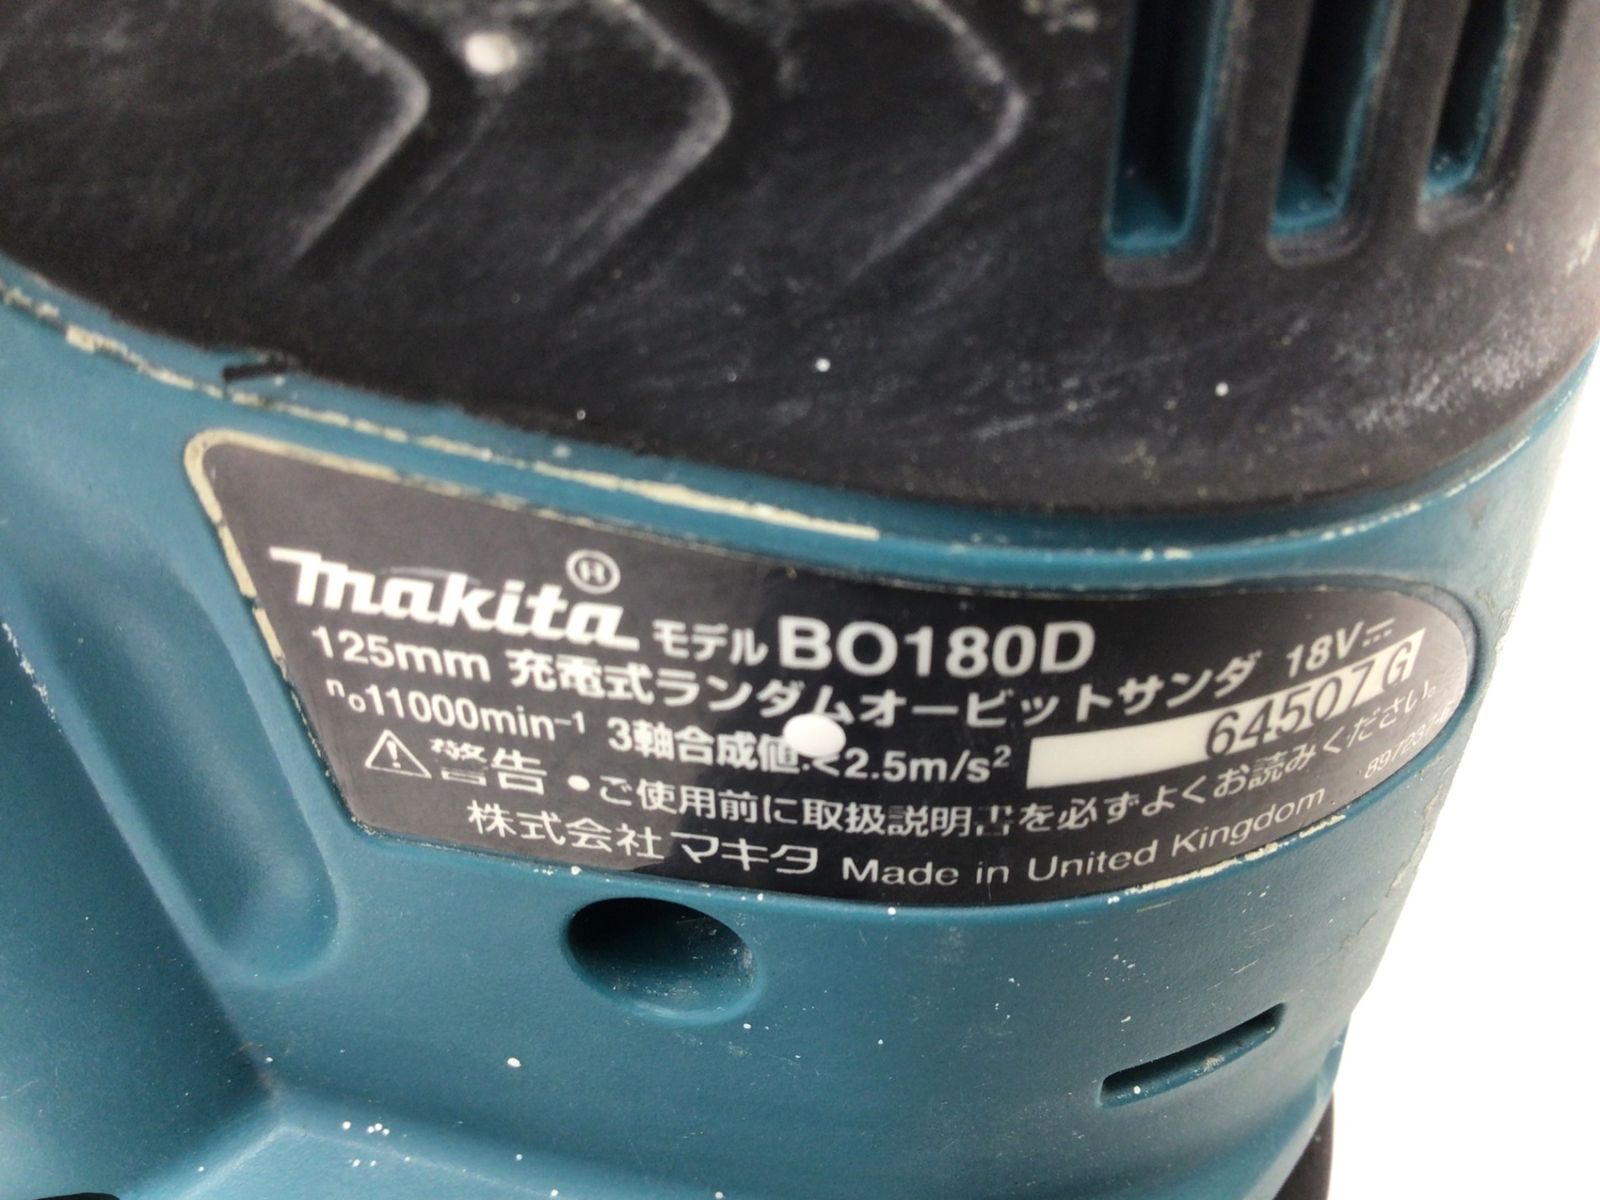 makita® モデル BO180D
125mm 充電式ランダムオービットサンダ 18V⎓
n₀11000min⁻¹ 3軸合成値:<2.5m/s² 64507G
⚠警告 ●ご使用前に取扱説明書を必ずよくお読みください。
株式会社マキタ Made in United Kingdom